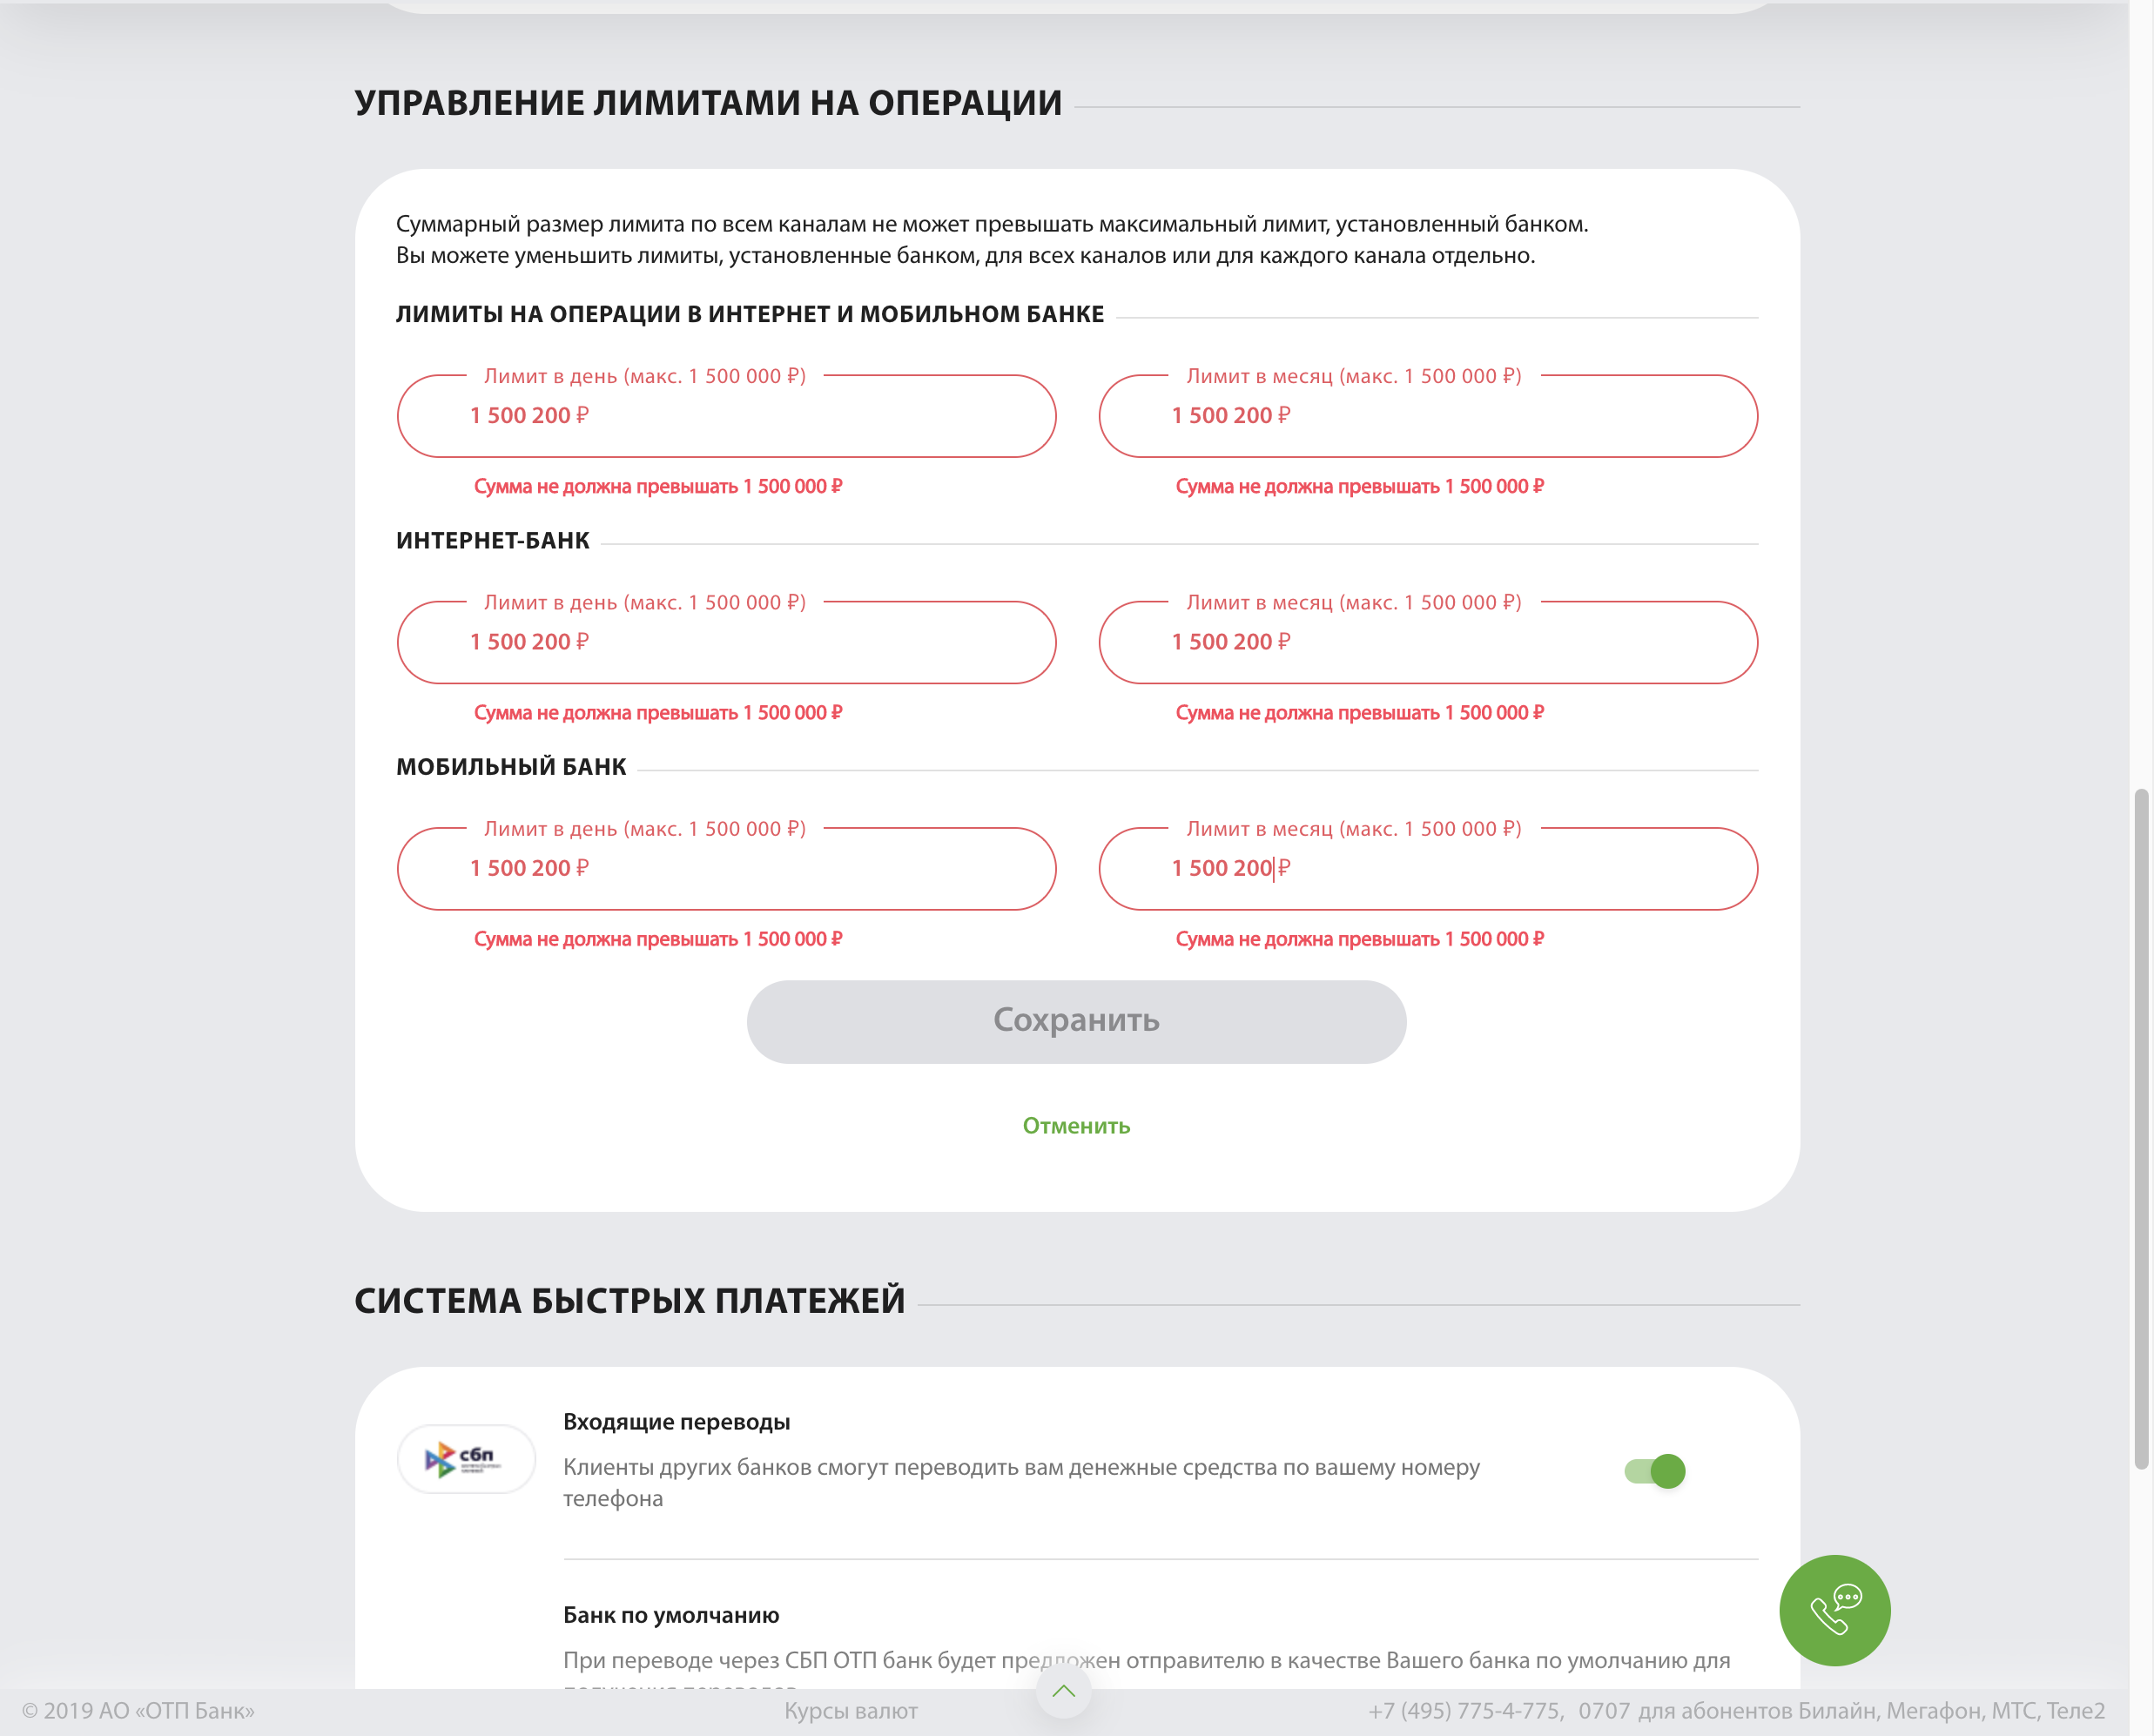 УПРАВЛЕНИЕ ЛИМИТАМИ НА ОПЕРАЦИИ
Суммарный размер лимита по всем каналам не может превышать максимальный лимит, установленный банком.
Вы можете уменьшить лимиты, установленные банком, для всех каналов или для каждого канала отдельно.
ЛИМИТЫ НА ОПЕРАЦИИ В ИНТЕРНЕТ И МОБИЛЬНОМ БАНКЕ
Лимит в день (макс. 1 500 000 ₽)
1 500 200 ₽
Сумма не должна превышать 1 500 000 ₽
Лимит в месяц (макс. 1 500 000 ₽)
1 500 200 ₽
Сумма не должна превышать 1 500 000 ₽
ИНТЕРНЕТ-БАНК
Лимит в день (макс. 1 500 000 ₽)
1 500 200 ₽
Сумма не должна превышать 1 500 000 ₽
Лимит в месяц (макс. 1 500 000 ₽)
1 500 200 ₽
Сумма не должна превышать 1 500 000 ₽
МОБИЛЬНЫЙ БАНК
Лимит в день (макс. 1 500 000 ₽)
1 500 200 ₽
Сумма не должна превышать 1 500 000 ₽
Лимит в месяц (макс. 1 500 000 ₽)
1 500 200 ₽
Сумма не должна превышать 1 500 000 ₽
Сохранить
Отменить
СИСТЕМА БЫСТРЫХ ПЛАТЕЖЕЙ
сбп
Входящие переводы
Клиенты других банков смогут переводить вам денежные средства по вашему номеру
телефона
Банк по умолчанию
При переводе через СБП ОТП банк будет предложен отправителю в качестве Вашего банка по умолчанию для
© 2019 АО «ОТП Банк»
Курсы валют
+7 (495) 775-4-775, 0707 для абонентов Билайн, Мегафон, МТС, Теле2